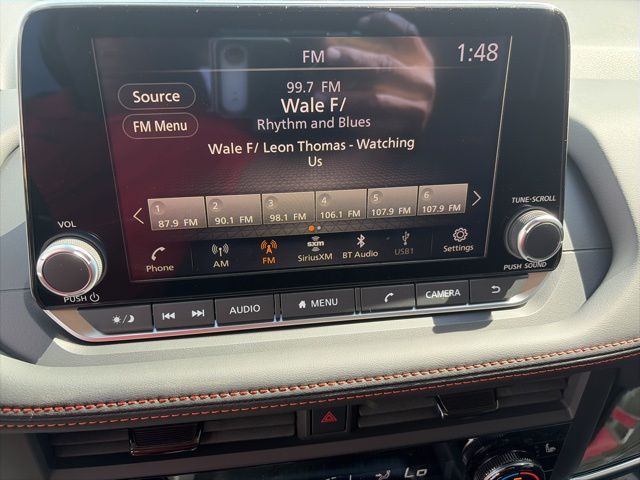 FM
1:48
Source
FM Menu
99.7 FM
Wale F/
Rhythm and Blues
Wale F/ Leon Thomas - Watching
Us
1 2 3 4 5 6
87.9 FM 90.1 FM 98.1 FM 106.1 FM 107.9 FM 107.9 FM
Phone AM FM SiriusXM BT Audio USB1 Settings
sxm
VOL
PUSH
TUNE·SCROLL
PUSH SOUND
AUDIO MENU CAMERA
Lo